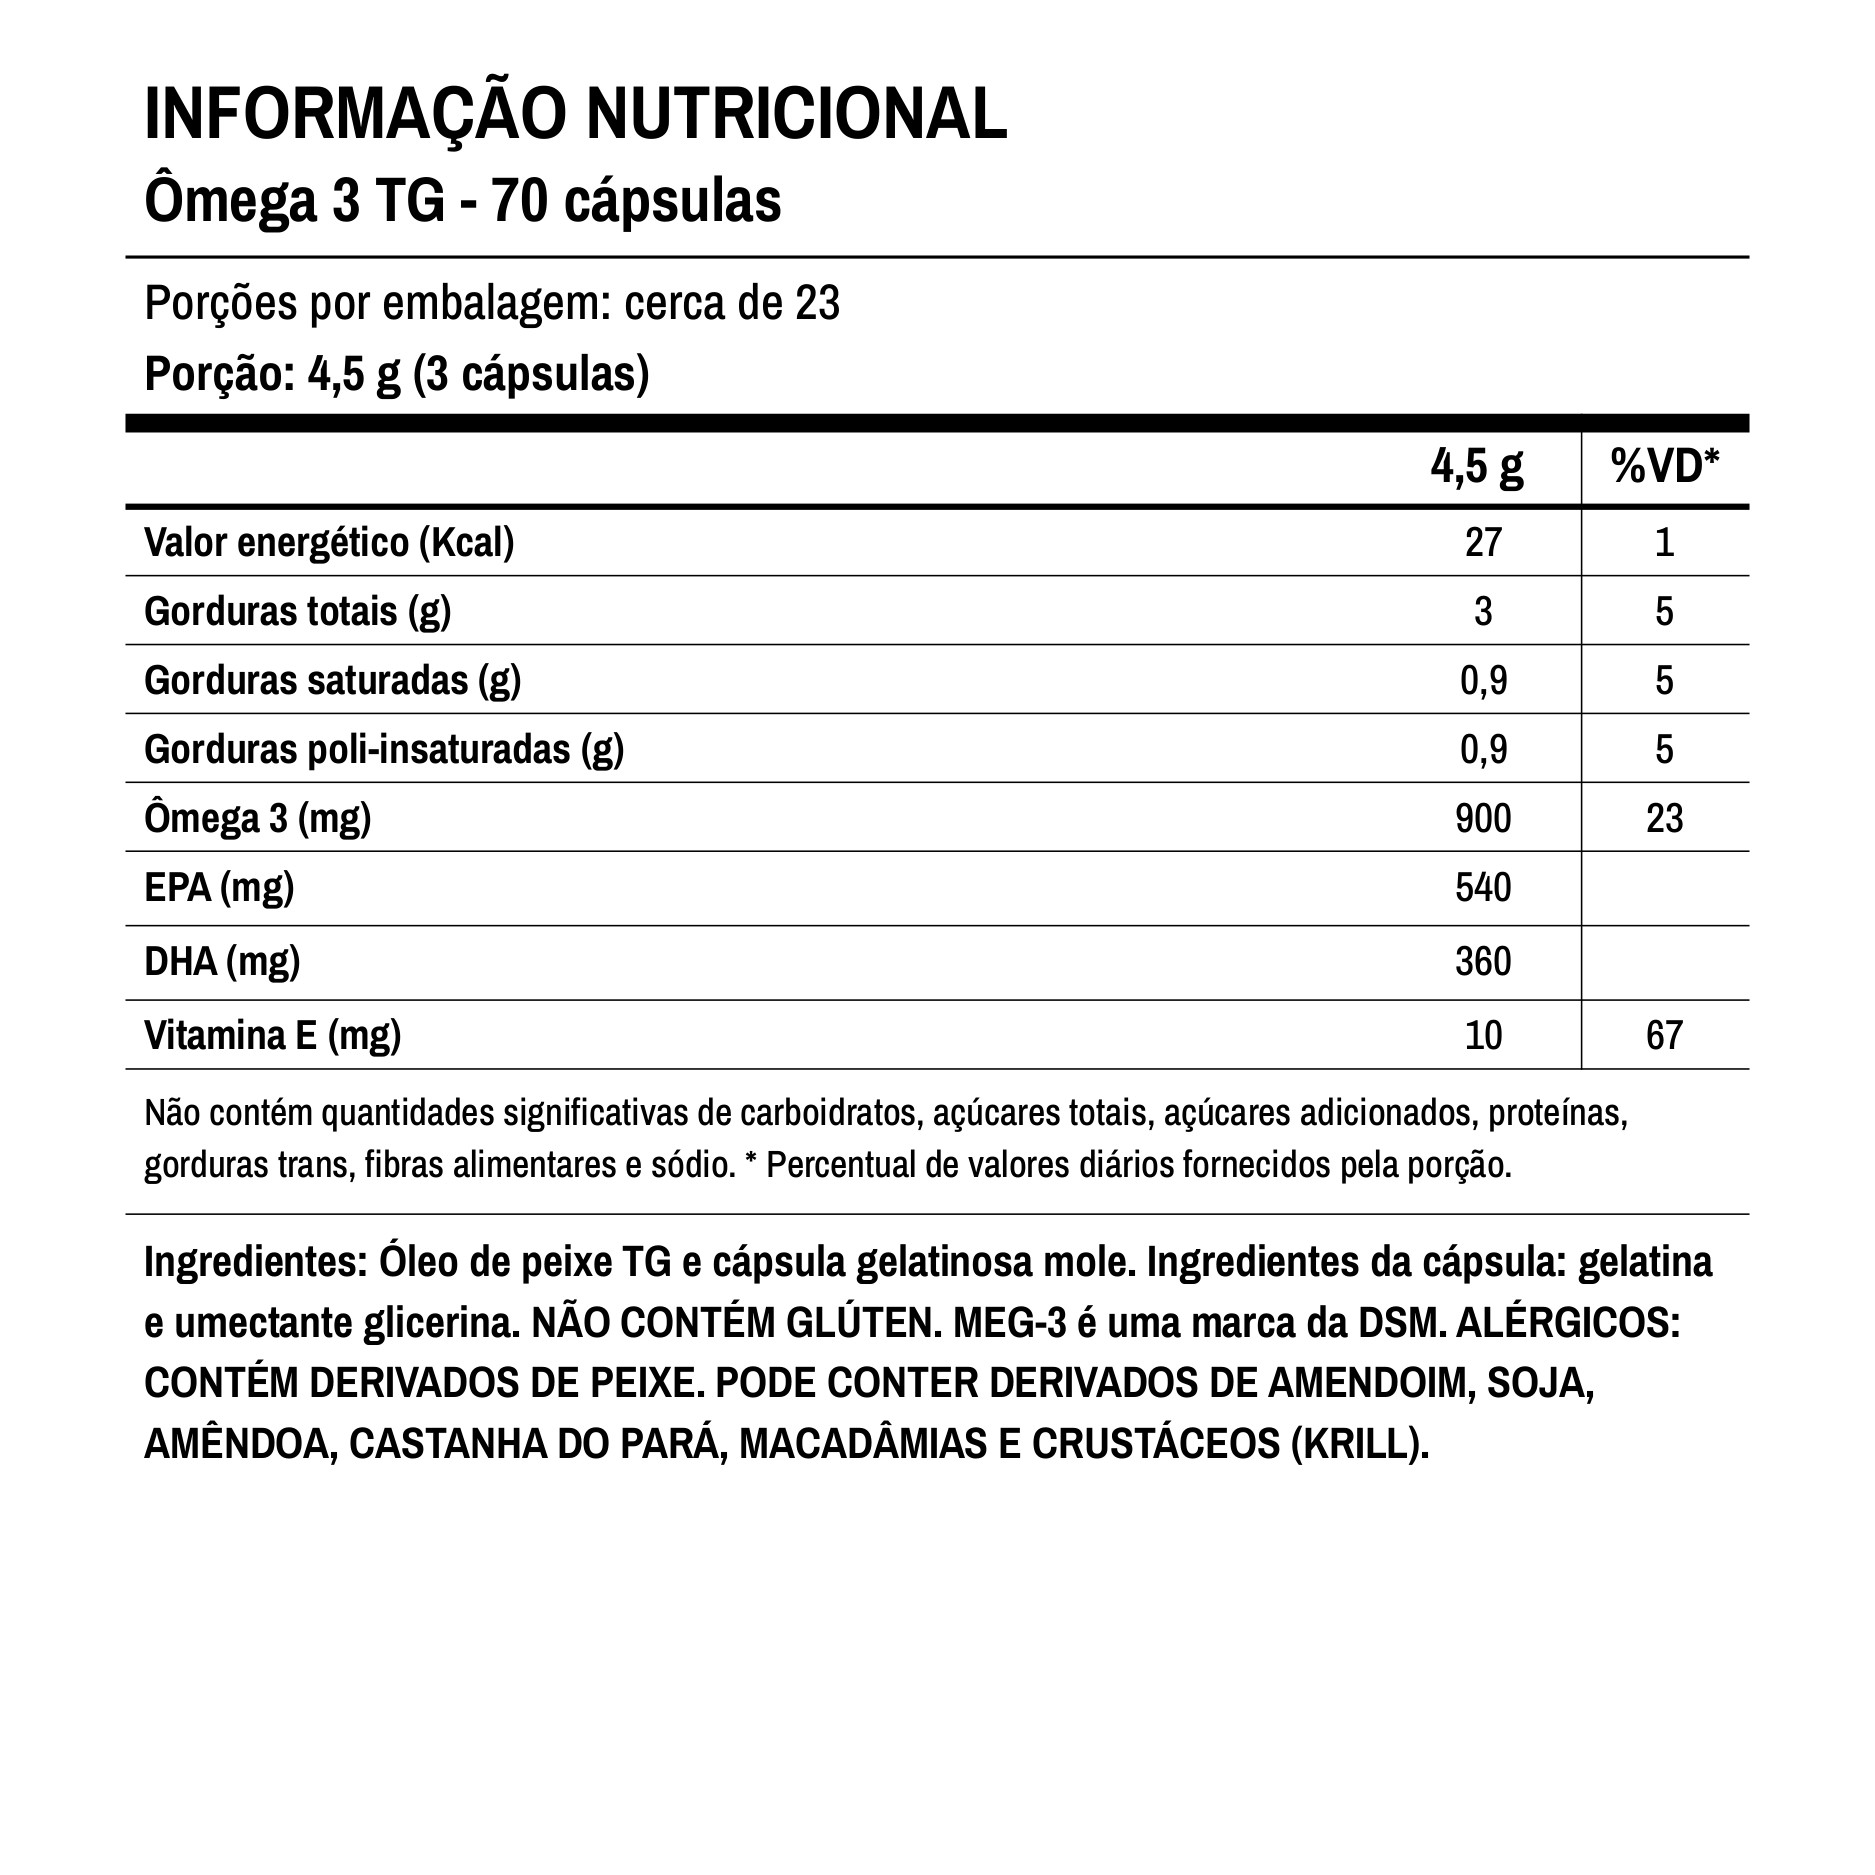 INFORMAÇÃO NUTRICIONAL
Ômega 3 TG - 70 cápsulas
Porções por embalagem: cerca de 23
Porção: 4,5 g (3 cápsulas)
4,5 g %VD*
Valor energético (Kcal) 27 1
Gorduras totais (g) 3 5
Gorduras saturadas (g) 0,9 5
Gorduras poli-insaturadas (g) 0,9 5
Ômega 3 (mg) 900 23
EPA (mg) 540
DHA (mg) 360
Vitamina E (mg) 10 67
Não contém quantidades significativas de carboidratos, açúcares totais, açúcares adicionados, proteínas,
gorduras trans, fibras alimentares e sódio. * Percentual de valores diários fornecidos pela porção.
Ingredientes: Óleo de peixe TG e cápsula gelatinosa mole. Ingredientes da cápsula: gelatina
e umectante glicerina. NÃO CONTÉM GLÚTEN. MEG-3 é uma marca da DSM. ALÉRGICOS:
CONTÉM DERIVADOS DE PEIXE. PODE CONTER DERIVADOS DE AMENDOIM, SOJA,
AMÊNDOA, CASTANHA DO PARÁ, MACADÂMIAS E CRUSTÁCEOS (KRILL).